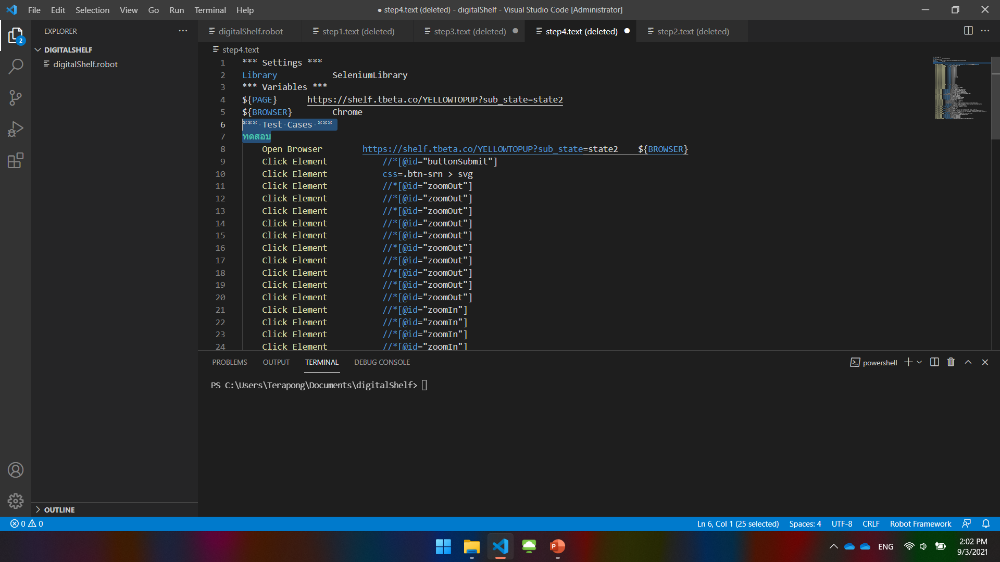 File Edit Selection View Go Run Terminal Help
● step4.text (deleted) - digitalShelf - Visual Studio Code [Administrator]
EXPLORER
digitalShelf.robot
step1.text (deleted)
step3.text (deleted)
step4.text (deleted)
step2.text (deleted)
2
DIGITALSHELF
digitalShelf.robot
step4.text
1 *** Settings ***
2 Library SeleniumLibrary
3 *** Variables ***
4 ${PAGE} https://shelf.tbeta.co/YELLOWTOPUP?sub_state=state2
5 ${BROWSER} Chrome
6 *** Test Cases ***
7 ทดสอบ
8 Open Browser https://shelf.tbeta.co/YELLOWTOPUP?sub_state=state2 ${BROWSER}
9 Click Element //*[@id="buttonSubmit"]
10 Click Element css=.btn-srn > svg
11 Click Element //*[@id="zoomOut"]
12 Click Element //*[@id="zoomOut"]
13 Click Element //*[@id="zoomOut"]
14 Click Element //*[@id="zoomOut"]
15 Click Element //*[@id="zoomOut"]
16 Click Element //*[@id="zoomOut"]
17 Click Element //*[@id="zoomOut"]
18 Click Element //*[@id="zoomOut"]
19 Click Element //*[@id="zoomOut"]
20 Click Element //*[@id="zoomOut"]
21 Click Element //*[@id="zoomIn"]
22 Click Element //*[@id="zoomIn"]
23 Click Element //*[@id="zoomIn"]
24 Click Element //*[@id="zoomIn"]
PROBLEMS OUTPUT TERMINAL DEBUG CONSOLE
powershell
PS C:\Users\Terapong\Documents\digitalShelf>
OUTLINE
0 0
Ln 6, Col 1 (25 selected) Spaces: 4 UTF-8 CRLF Robot Framework
P
ENG
2:02 PM
9/3/2021